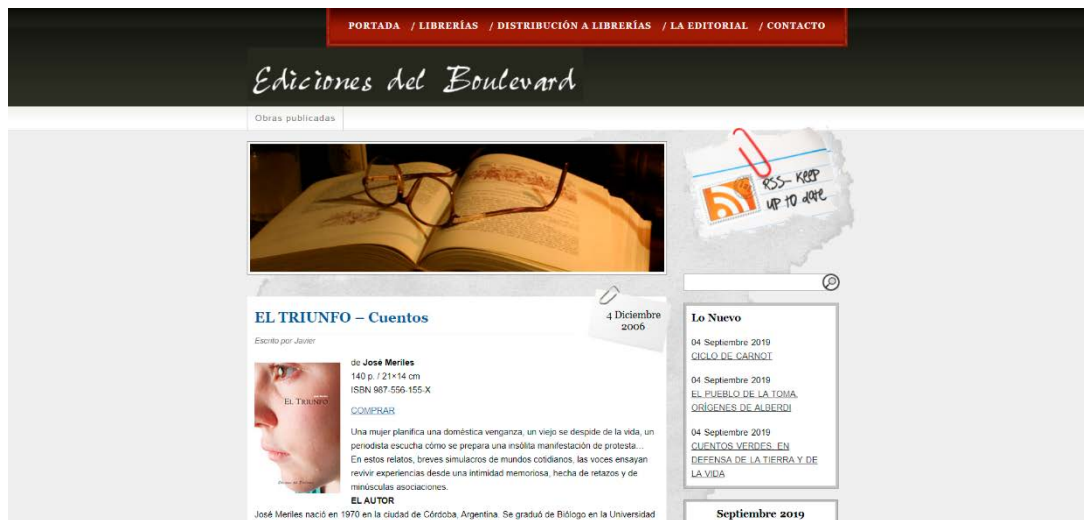 PORTADA / LIBRERÍAS / DISTRIBUCIÓN A LIBRERÍAS / LA EDITORIAL / CONTACTO
Ediciones del Boulevard
Obras publicadas
RSS- KEEP
UP TO DATE
EL TRIUNFO – Cuentos
4 Diciembre
2006
Escrito por Javier
de José Meriles
140 p. / 21×14 cm
ISBN 987-556-155-X
COMPRAR
EL TRIUNFO
Una mujer planifica una doméstica venganza, un viejo se despide de la vida, un
periodista escucha cómo se prepara una insólita manifestación de protesta...
En estos relatos, breves simulacros de mundos cotidianos, las voces ensayan
revivir experiencias desde una intimidad memoriosa, hecha de retazos y de
minúsculas asociaciones.
EL AUTOR
José Meriles nació en 1970 en la ciudad de Córdoba, Argentina. Se graduó de Biólogo en la Universidad
Lo Nuevo
04 Septiembre 2019
CICLO DE CARNOT
04 Septiembre 2019
EL PUEBLO DE LA TOMA.
ORÍGENES DE ALBERDI
04 Septiembre 2019
CUENTOS VERDES. EN
DEFENSA DE LA TIERRA Y DE
LA VIDA
Septiembre 2019